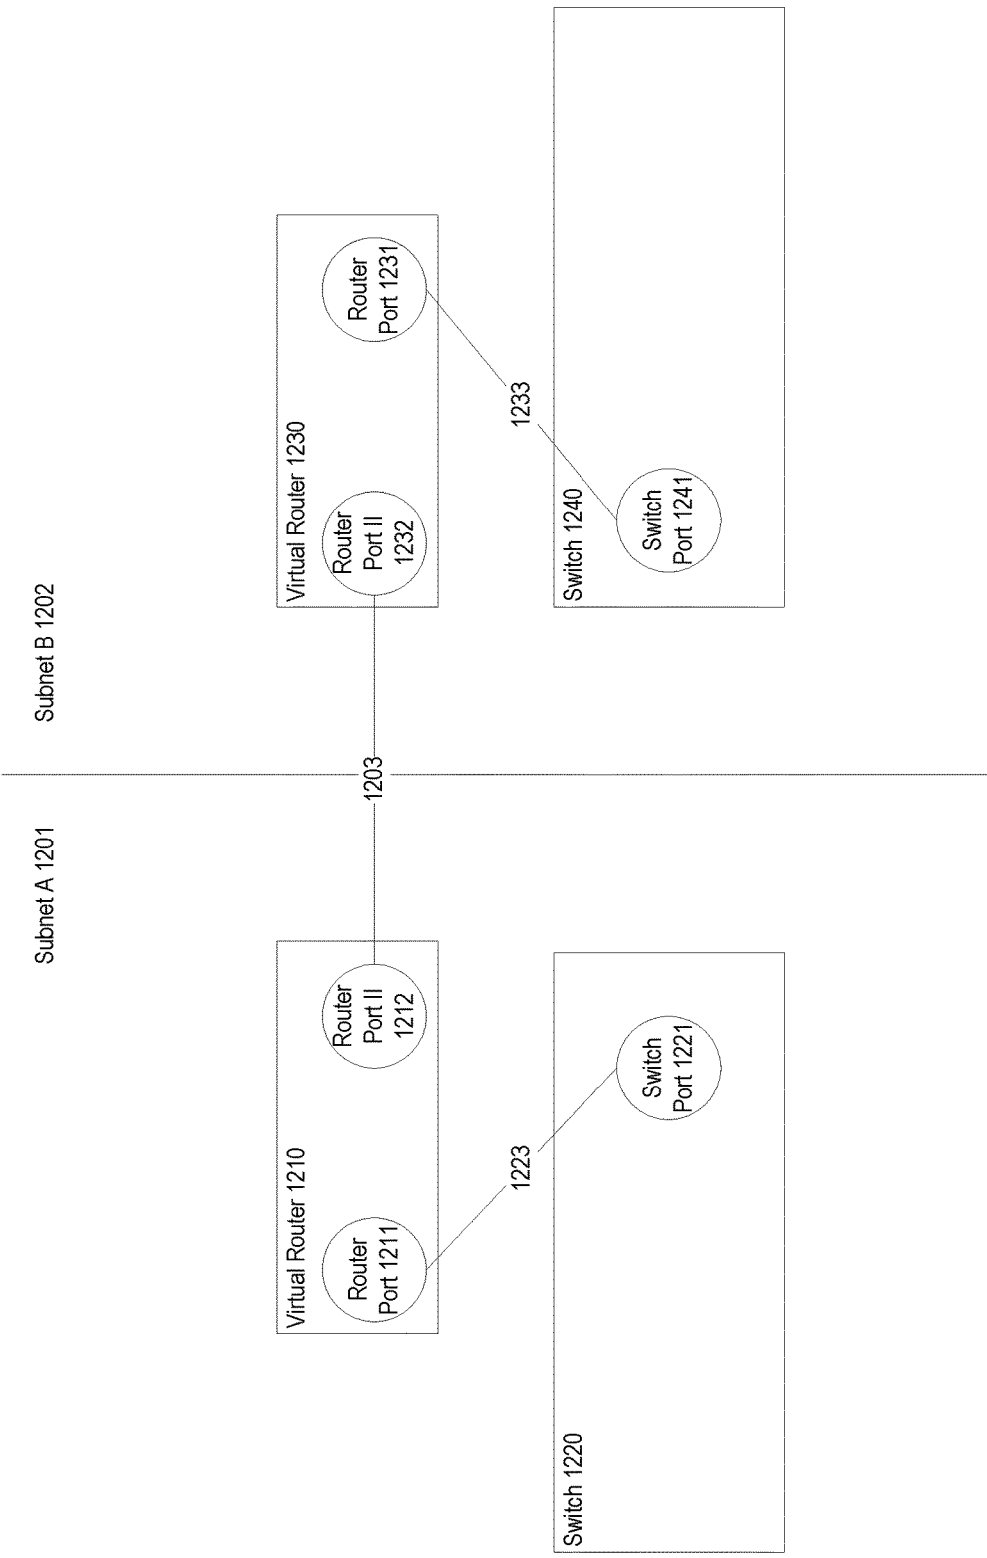 Subnet A 1201
Subnet B 1202
Virtual Router 1210
Router
Port 1211
Router
Port II
1212
1203
Virtual Router 1230
Router
Port II
1232
Router
Port 1231
1223
1233
Switch 1220
Switch
Port 1221
Switch 1240
Switch
Port 1241